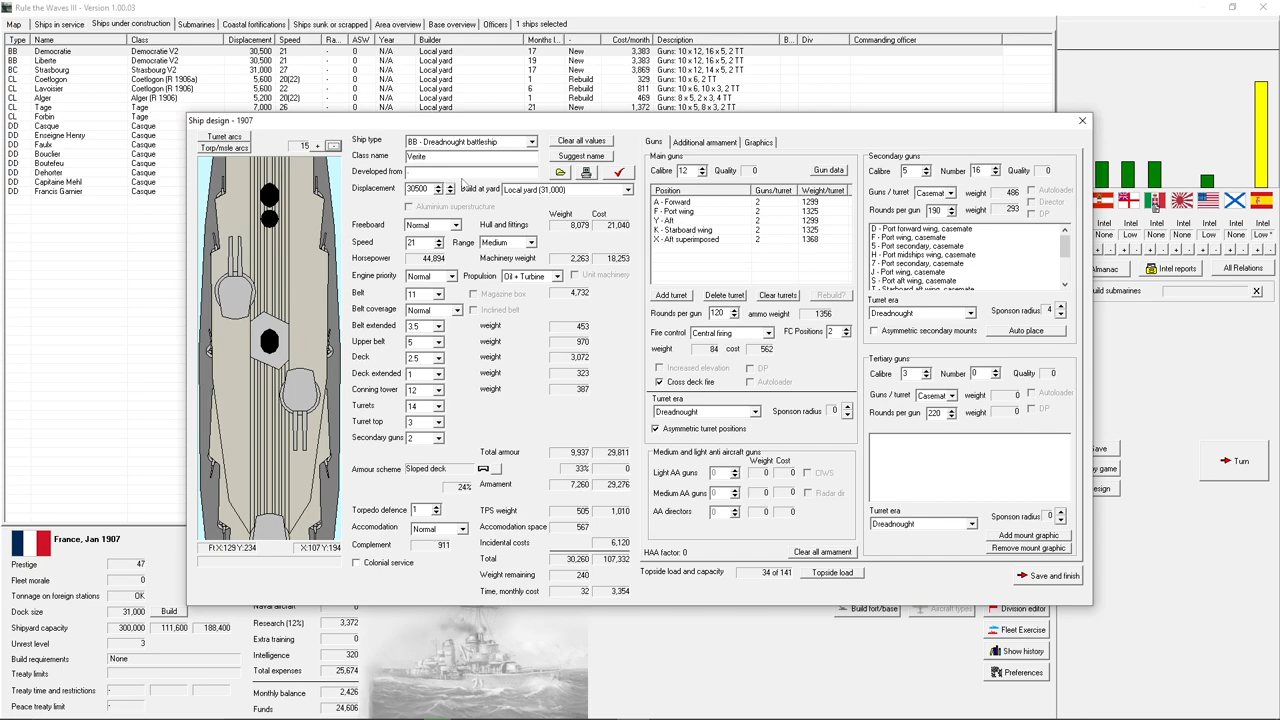 Rule the Waves III - Version 1.00.03
Map Ships in service Ships under construction Submarines Coastal fortifications Ships sunk or scrapped Area overview Base overview Officers 1 ships selected
Type Name Class Displacement Speed Ra... ASW Year Builder Months l... - Cost/month Description B... Div Commanding officer
BB Democratie Democratie V2 30,500 21 - 0 N/A Local yard 17 New 3,383 Guns: 10 x 12, 16 x 5, 2 TT
BB Liberte Democratie V2 30,500 21 - 0 N/A Local yard 19 New 3,383 Guns: 10 x 12, 16 x 5, 2 TT
BC Strasbourg Strasbourg V2 31,000 27 - 0 N/A Local yard 17 New 3,869 Guns: 10 x 12, 14 x 5, 2 TT
CL Coetlogon Coetlogon (R 1906a) 5,600 20(22) - 0 N/A Local yard 1 Rebuild 329 Guns: 10 x 6, 2 TT
CL Lavoisier Coetlogon (R 1906) 5,600 20(22) - 0 N/A Local yard 6 Rebuild 811 Guns: 10 x 6, 10 x 3, 2 TT
CL Alger Alger (R 1906) 5,200 20(22) - 0 N/A Local yard 1 Rebuild 469 Guns: 8 x 5, 2 x 3, 4 TT
CL Tage Tage 7,000 26 - 0 N/A Local yard 21 New 1,372 Guns: 10 x 5, 8 x 3, 2 TT
CL Forbin Tage
DD Casque Casque
DD Enseigne Henry Casque
DD Faulx Casque
DD Bouclier Casque
DD Boutefeu Casque
DD Dehorter Casque
DD Capitaine Mehl Casque
DD Francis Garnier Casque
Ship design - 1907
Turret arcs
Torp/msle arcs
15 + -
Ft X:129 Y:234 X:107 Y:194
Ship type BB - Dreadnought battleship Clear all values
Class name Verite Suggest name
Developed from -
Displacement 30500 Build at yard Local yard (31,000)
Aluminium superstructure
Weight Cost
Freeboard Normal Hull and fittings 8,079 21,040
Speed 21 Range Medium
Horsepower 44,894 Machinery weight 2,263 18,253
Engine priority Normal Propulsion Oil + Turbine Unit machinery
Belt 11 Magazine box 4,732
Belt coverage Normal Inclined belt
Belt extended 3.5 weight 453
Upper belt 5 weight 970
Deck 2.5 weight 3,072
Deck extended 1 weight 323
Conning tower 12 weight 387
Turrets 14
Turret top 3
Secondary guns 2
Total armour 9,937 29,811
Armour scheme Sloped deck 33% 0
24% Armament 7,260 29,276
Torpedo defence 1 TPS weight 505 1,010
Accomodation Normal Accomodation space 567
Complement 911 Incidental costs 6,120
Colonial service Total 30,260 107,332
Weight remaining 240
Time, monthly cost 32 3,354
Guns Additional armament Graphics
Main guns
Calibre 12 Quality 0 Gun data
Position Guns/turret Weight/turret
A - Forward 2 1299
F - Port wing 2 1325
Y - Aft 2 1299
K - Starboard wing 2 1325
X - Aft superimposed 2 1368
Add turret Delete turret Clear turrets Rebuild?
Rounds per gun 120 ammo weight 1356
Fire control Central firing FC Positions 2
weight 84 cost 562
Increased elevation DP
Cross deck fire Autoloader
Turret era
Dreadnought Sponson radius 0
Asymmetric turret positions
Medium and light anti aircraft guns
Weight Cost
Light AA guns 0 0 0 CIWS
Medium AA guns 0 0 0 Radar dir
AA directors 0 0 0
HAA factor: 0 Clear all armament
Topside load and capacity 34 of 141 Topside load
Secondary guns
Calibre 5 Number 16 Quality 0
Guns / turret Casemat weight 486 Autoloader
Director
Rounds per gun 190 weight 293 DP
D - Port forward wing, casemate
F - Port wing, casemate
5 - Port secondary, casemate
H - Port midships wing, casemate
7 - Port secondary, casemate
J - Port wing, casemate
S - Port aft wing, casemate
T - Starboard aft wing, casemate
Turret era
Dreadnought Sponson radius 4
Asymmetric secondary mounts Auto place
Tertiary guns
Calibre 3 Number 0 Quality 0
Guns / turret Casemat weight 0 Autoloader
Rounds per gun 220 weight 0 DP
Turret era
Dreadnought Sponson radius 0
Add mount graphic
Remove mount graphic
Save and finish
Intel Intel Intel Intel Intel Intel Intel
None None Low None Low None Low *
Almanac Intel reports All Relations
Build submarines
Save
Turn
France, Jan 1907
Prestige 47
Fleet morale 0
Tonnage on foreign stations OK
Dock size 31,000 Build
Shipyard capacity 300,000 111,600 188,400
Unrest level 3
Build requirements None
Treaty limits
Treaty time and restrictions -
Peace treaty limit -
Naval aircraft 0
Research (12%) 3,372
Extra training 0
Intelligence 320
Total expenses 25,674
Monthly balance 2,426
Funds 24,606
Build fort/base Aircraft types Division editor
Fleet Exercise
Show history
Preferences